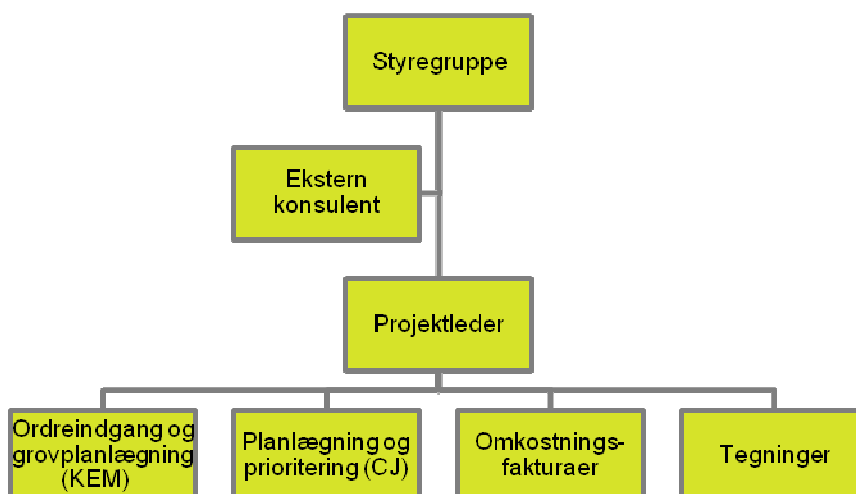 Styregruppe
Ekstern
konsulent
Projektleder
Ordreindgang og
grovplanlægning
(KEM)
Planlægning og
prioritering (CJ)
Omkostnings-
fakturaer
Tegninger